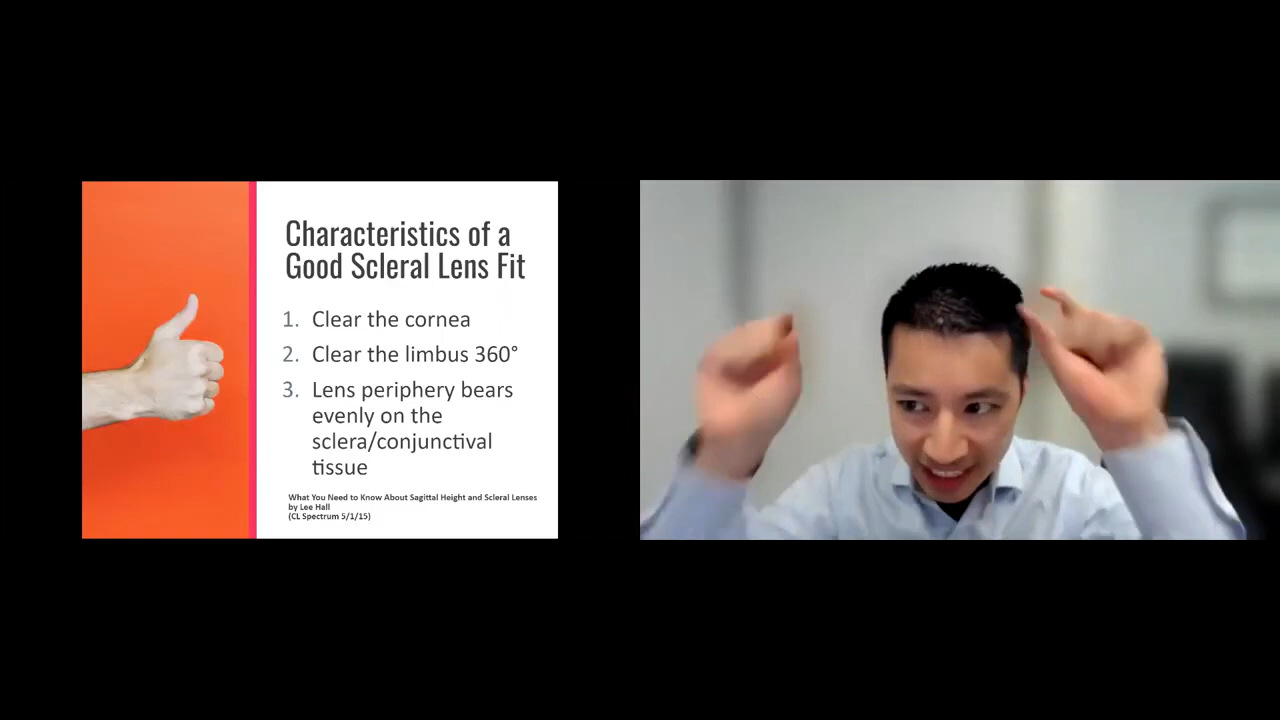 Characteristics of a
Good Scleral Lens Fit
1. Clear the cornea
2. Clear the limbus 360°
3. Lens periphery bears
evenly on the
sclera/conjunctival
tissue
What You Need to Know About Sagittal Height and Scleral Lenses
by Lee Hall
(CL Spectrum 5/1/15)